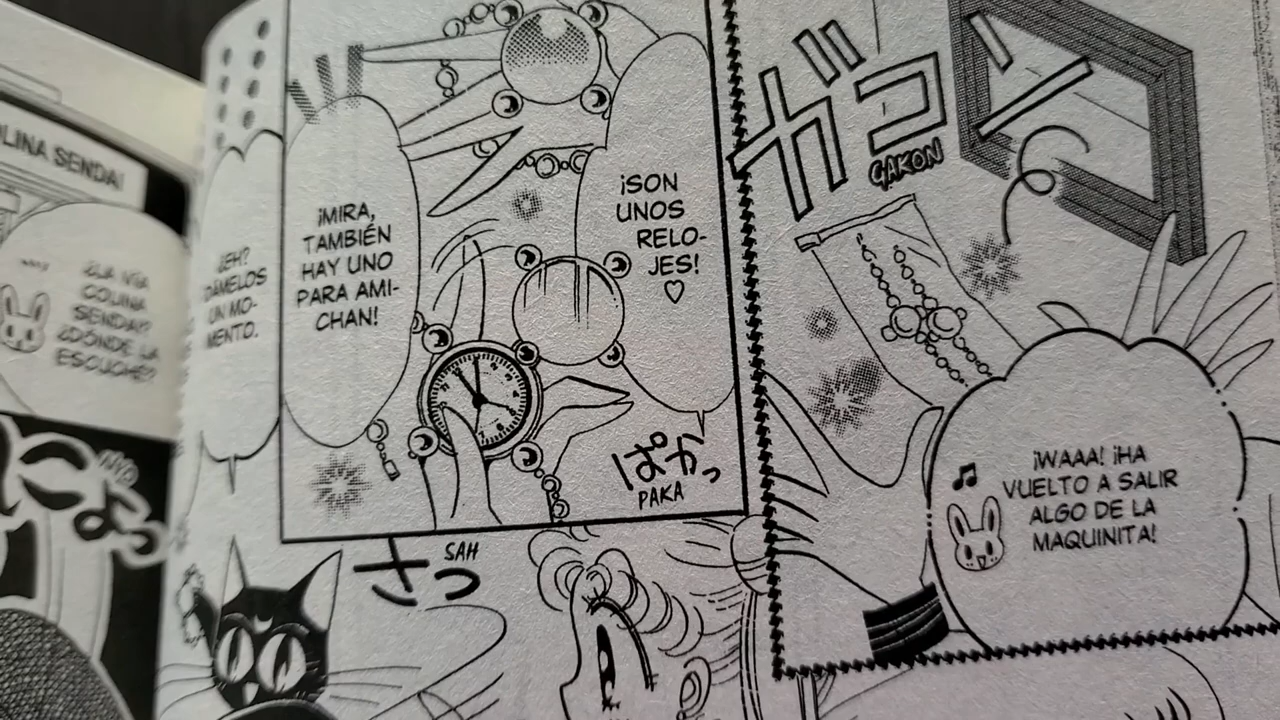 ガコン
GAKON
¡WAAA! ¡HA
VUELTO A SALIR
ALGO DE LA
MAQUINITA!
¡SON
UNOS
RELO-
JES!
ぱかっ
PAKA
¡MIRA,
TAMBIÉN
HAY UNO
PARA AMI-
CHAN!
¿EH?
DÁMELOS
UN MO-
MENTO.
さっ
SAH
OLINA SENDAI
¿LA VÍA
COLINA
SENDAI?
¿DÓNDE LA
ESCUCHÉ?